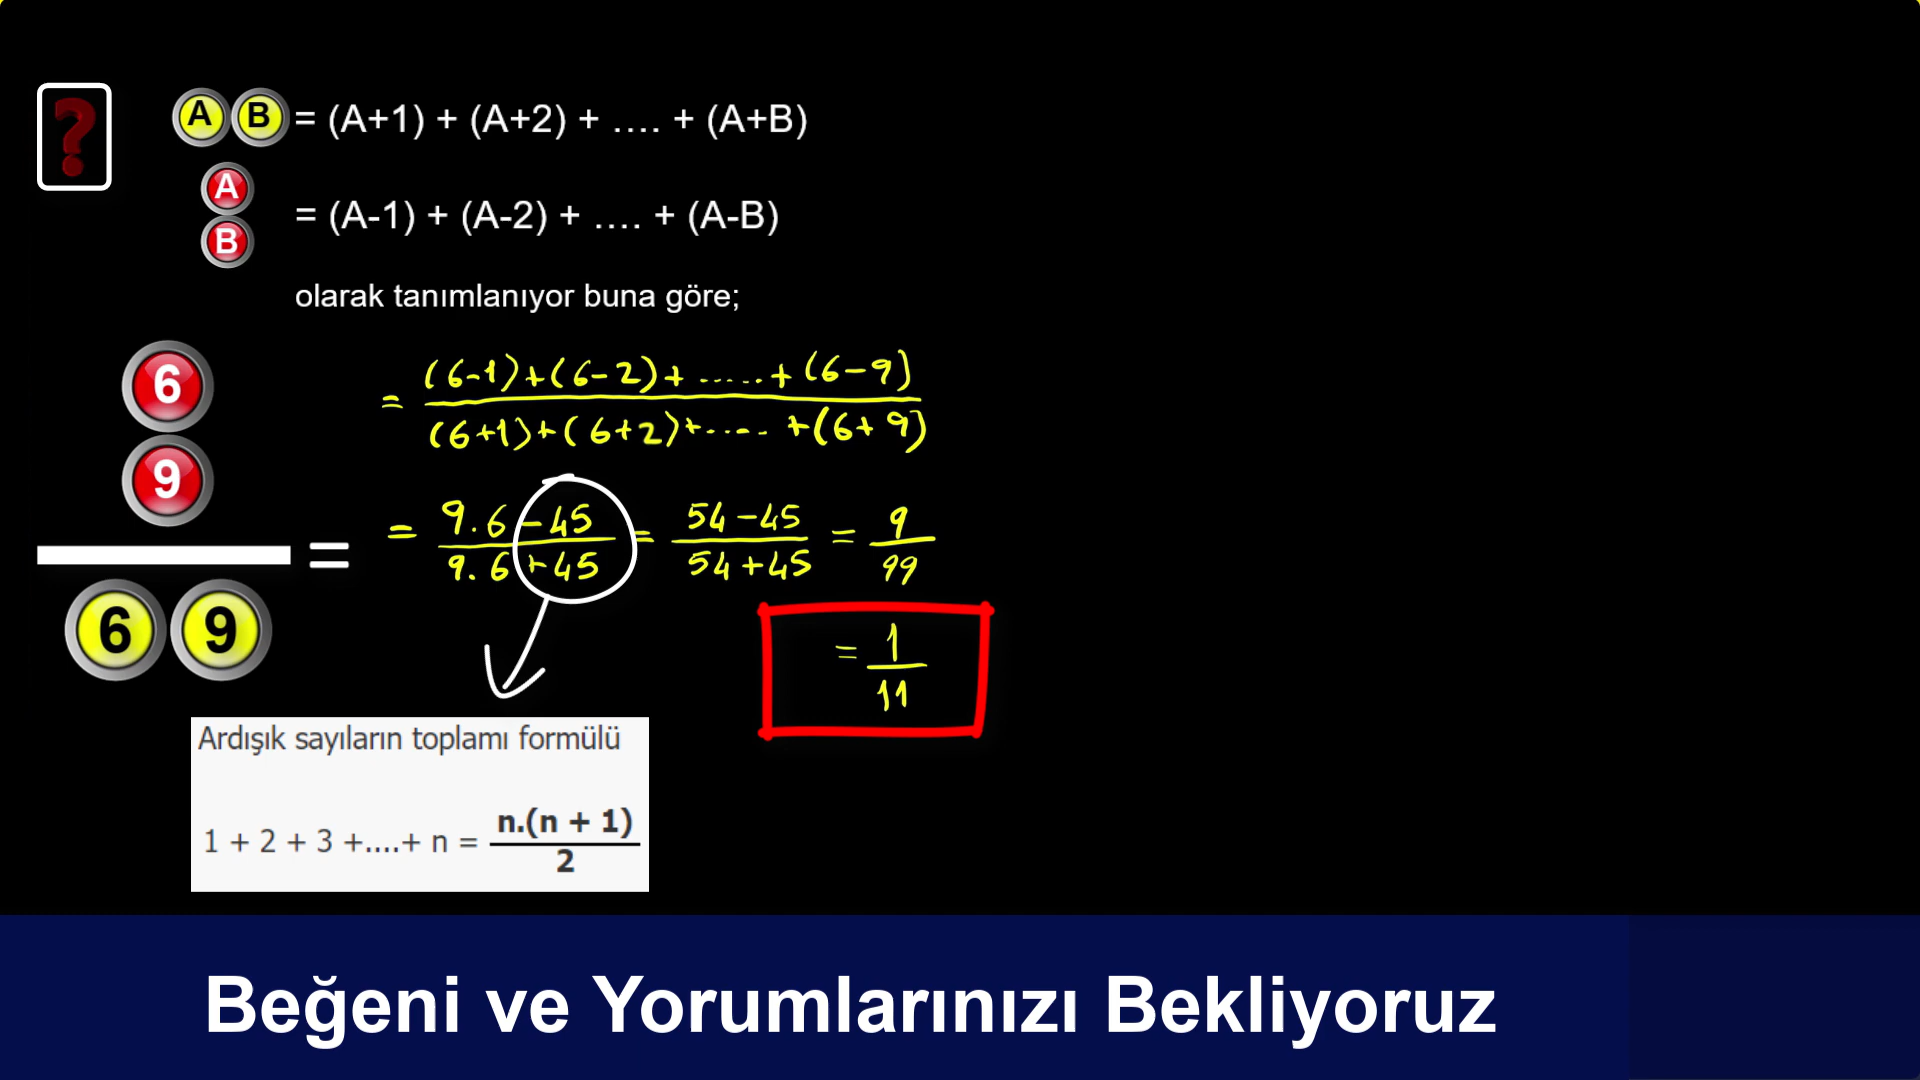 ?
A B = (A+1) + (A+2) + .... + (A+B)
A
B
= (A-1) + (A-2) + .... + (A-B)
olarak tanımlanıyor buna göre;
6
9
6 9
=
= (6-1)+(6-2)+ ..... + (6-9)
(6+1)+(6+2)+..... +(6+9)
= 9.6-45 = 54-45 = 9
9.6+45 54+45 99
= 1
11
Ardışık sayıların toplamı formülü
1 + 2 + 3 +....+ n = n.(n + 1)
2
Beğeni ve Yorumlarınızı Bekliyoruz